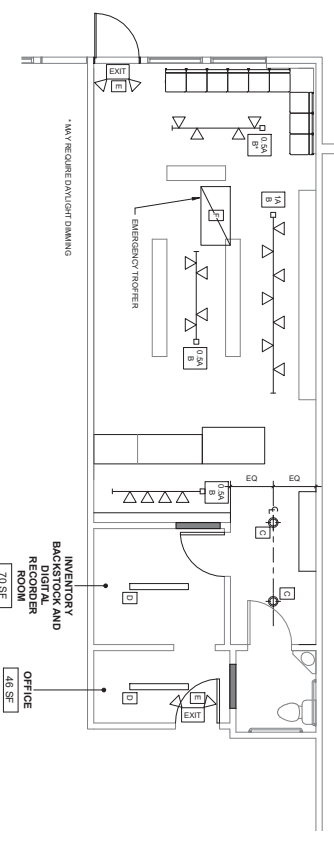 EXIT
E
0.5A
B*
1A
B
F
EMERGENCY TROFFER
0.5A
B
* MAY REQUIRE DAYLIGHT DIMMING
0.5A
B
EQ
EQ
C
C
D
D
E
EXIT
INVENTORY
BACKSTOCK AND
DIGITAL
RECORDER
ROOM
70 SF
OFFICE
46 SF